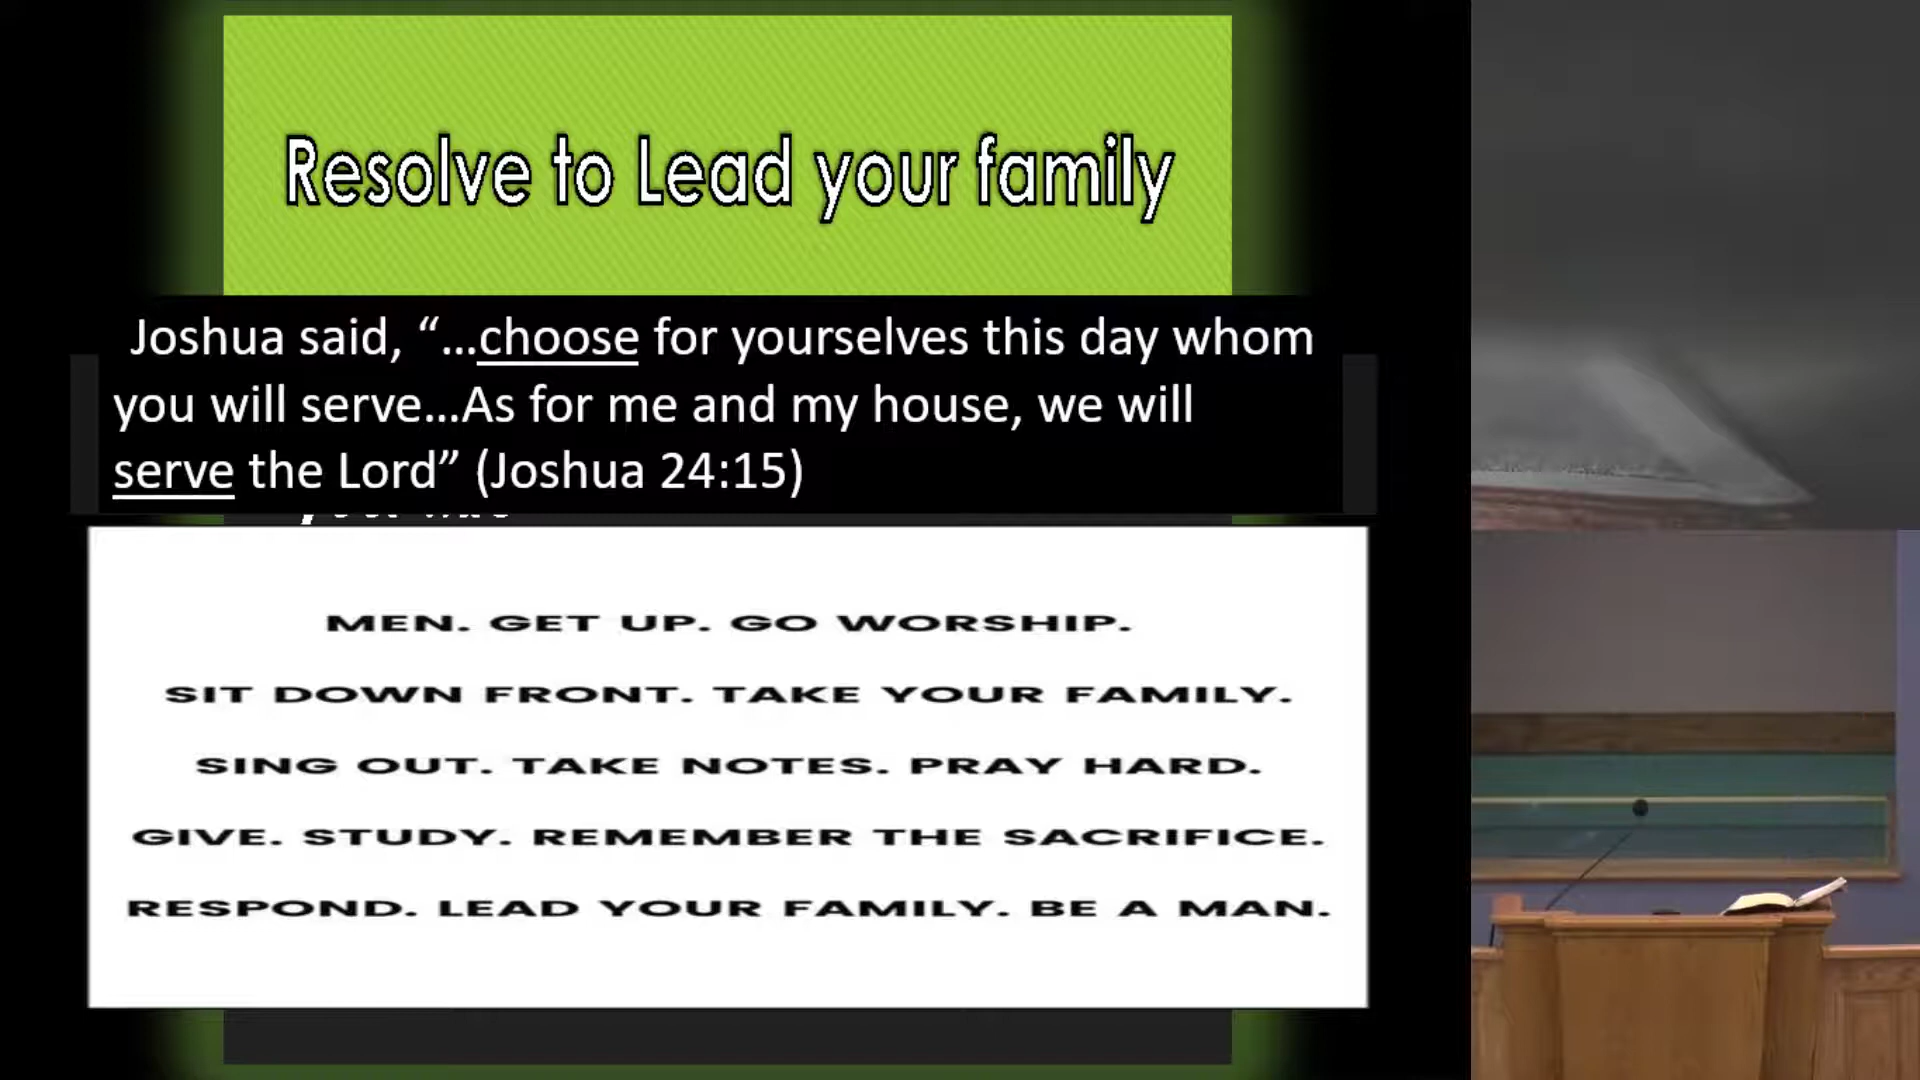 Resolve to Lead your family
Joshua said, “…choose for yourselves this day whom
you will serve…As for me and my house, we will
serve the Lord” (Joshua 24:15)
MEN. GET UP. GO WORSHIP.
SIT DOWN FRONT. TAKE YOUR FAMILY.
SING OUT. TAKE NOTES. PRAY HARD.
GIVE. STUDY. REMEMBER THE SACRIFICE.
RESPOND. LEAD YOUR FAMILY. BE A MAN.